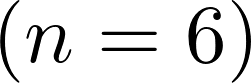 (n = 6)